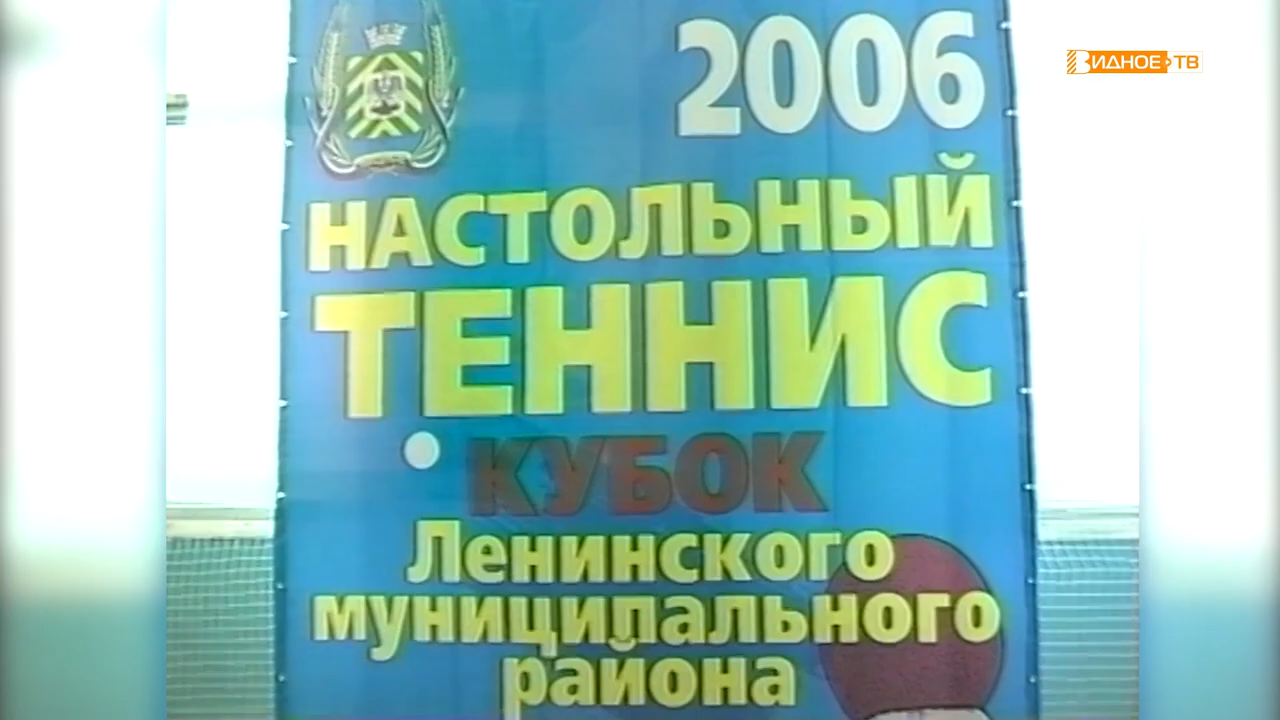 2006
ВИДНОЕ ТВ
НАСТОЛЬНЫЙ
ТЕННИС
КУБОК
Ленинского
муниципального
района